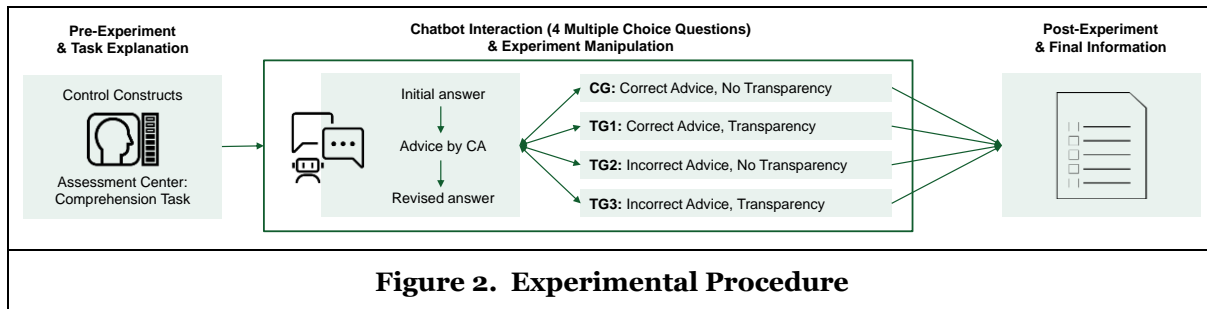 Pre-Experiment
& Task Explanation
Chatbot Interaction (4 Multiple Choice Questions)
& Experiment Manipulation
Post-Experiment
& Final Information
Control Constructs
Assessment Center:
Comprehension Task
Initial answer
Advice by CA
Revised answer
CG: Correct Advice, No Transparency
TG1: Correct Advice, Transparency
TG2: Incorrect Advice, No Transparency
TG3: Incorrect Advice, Transparency
Figure 2. Experimental Procedure